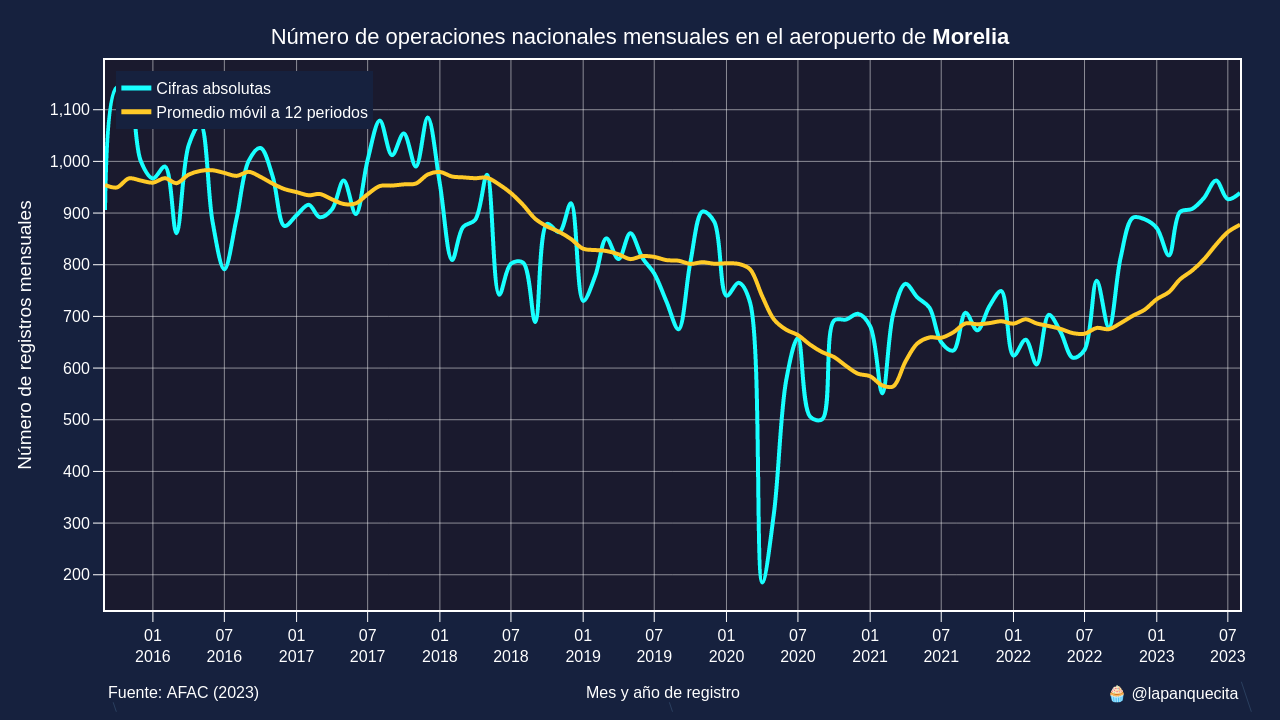 Número de operaciones nacionales mensuales en el aeropuerto de Morelia
Cifras absolutas
Promedio móvil a 12 periodos
Número de registros mensuales
1,100
1,000
900
800
700
600
500
400
300
200
01 07 01 07 01 07 01 07 01 07 01 07 01 07 01 07
2016 2016 2017 2017 2018 2018 2019 2019 2020 2020 2021 2021 2022 2022 2023 2023
Fuente: AFAC (2023)
Mes y año de registro
🧁 @lapanquecita